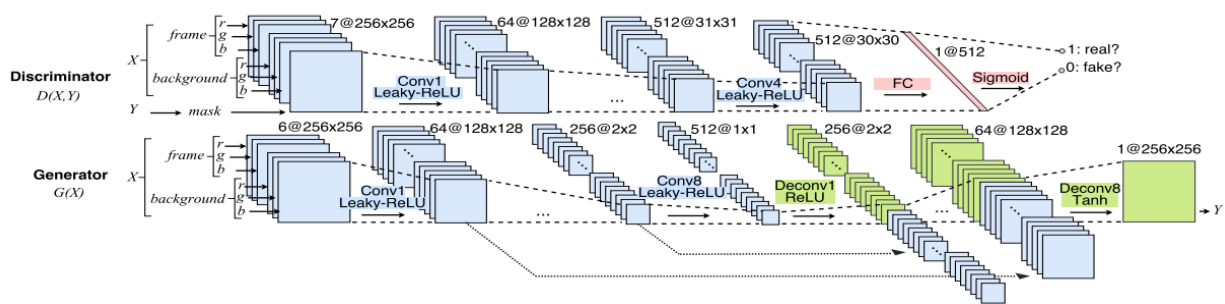 7@256x256
64@128x128
512@31x31
512@30x30
1@512
frame
r
g
b
X
background
r
g
b
Discriminator
D(X,Y)
Y
mask
Conv1
Leaky-ReLU
...
Conv4
Leaky-ReLU
FC
Sigmoid
1: real?
0: fake?
6@256x256
64@128x128
256@2x2
512@1x1
256@2x2
64@128x128
1@256x256
frame
r
g
b
X
background
r
g
b
Generator
G(X)
Conv1
Leaky-ReLU
...
Conv8
Leaky-ReLU
Deconv1
ReLU
...
Deconv8
Tanh
Y